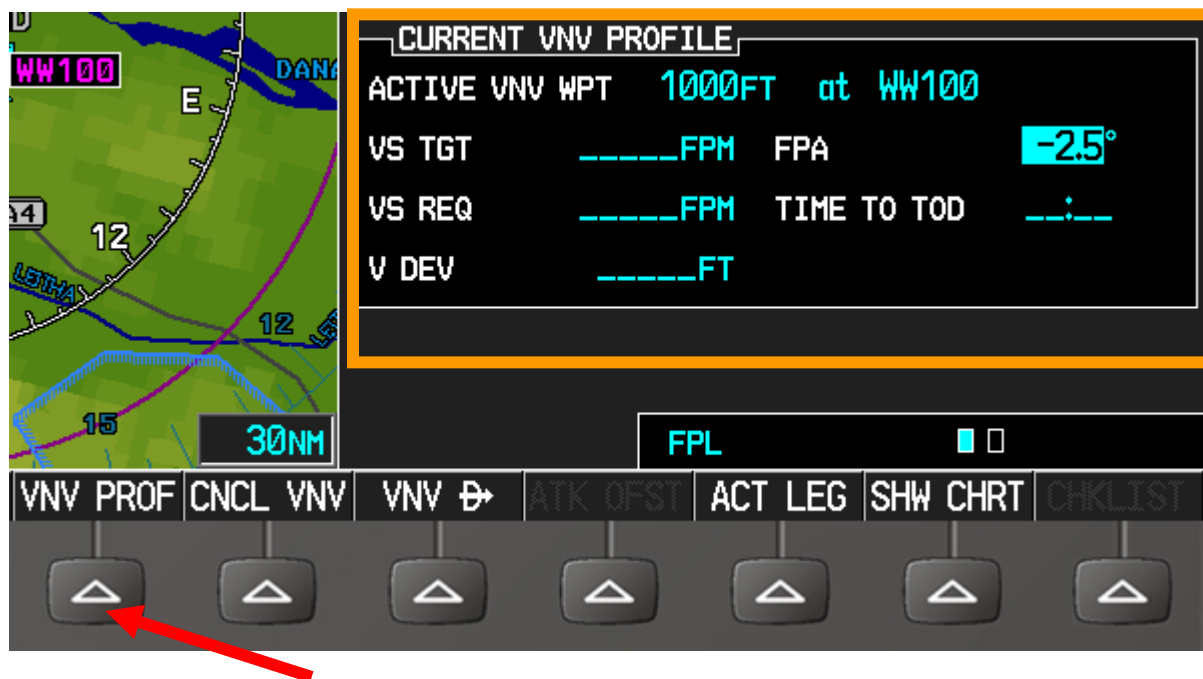 D
WW100
DANA
E
A4
12
LEITHA
12
15
30NM
CURRENT VNV PROFILE
ACTIVE VNV WPT 1000FT at WW100
VS TGT _____FPM FPA -2.5°
VS REQ _____FPM TIME TO TOD __:__
V DEV _____FT
FPL
VNV PROF CNCL VNV VNV ATK OFST ACT LEG SHW CHRT CHKLIST